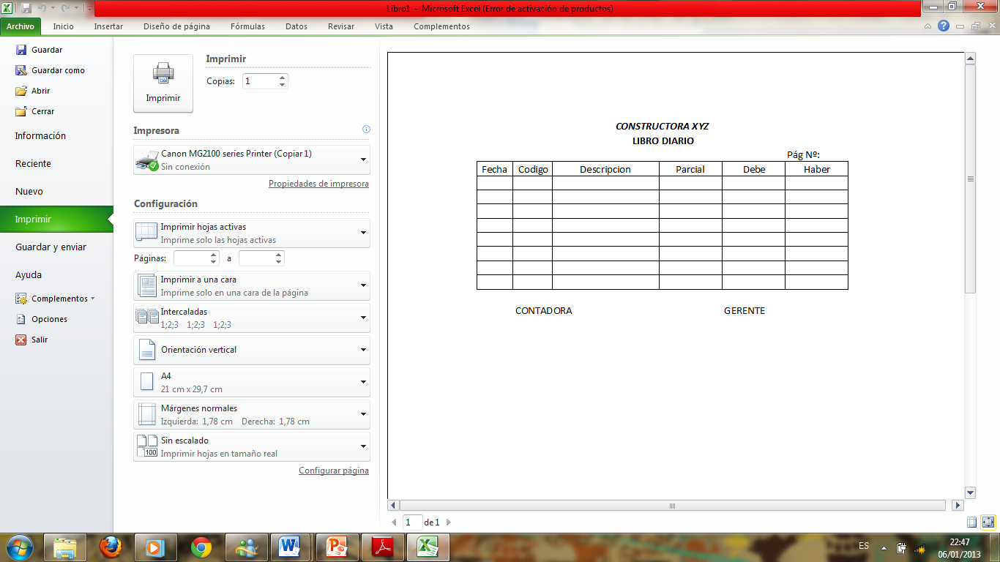 Libro1 - Microsoft Excel (Error de activación de productos)
Archivo Inicio Insertar Diseño de página Fórmulas Datos Revisar Vista Complementos
Guardar
Guardar como
Abrir
Cerrar
Información
Reciente
Nuevo
Imprimir
Guardar y enviar
Ayuda
Complementos
Opciones
Salir
Imprimir
Imprimir
Copias: 1
Impresora
Canon MG2100 series Printer (Copiar 1)
Sin conexión
Propiedades de impresora
Configuración
Imprimir hojas activas
Imprime solo las hojas activas
Páginas: a
Imprimir a una cara
Imprime solo en una cara de la página
Intercaladas
1;2;3 1;2;3 1;2;3
Orientación vertical
A4
21 cm x 29,7 cm
Márgenes normales
Izquierda: 1,78 cm Derecha: 1,78 cm
Sin escalado
100
Imprimir hojas en tamaño real
Configurar página
CONSTRUCTORA XYZ
LIBRO DIARIO
Pág Nº:
Fecha Codigo Descripcion Parcial Debe Haber
CONTADORA GERENTE
1 de 1
ES
22:47
06/01/2013